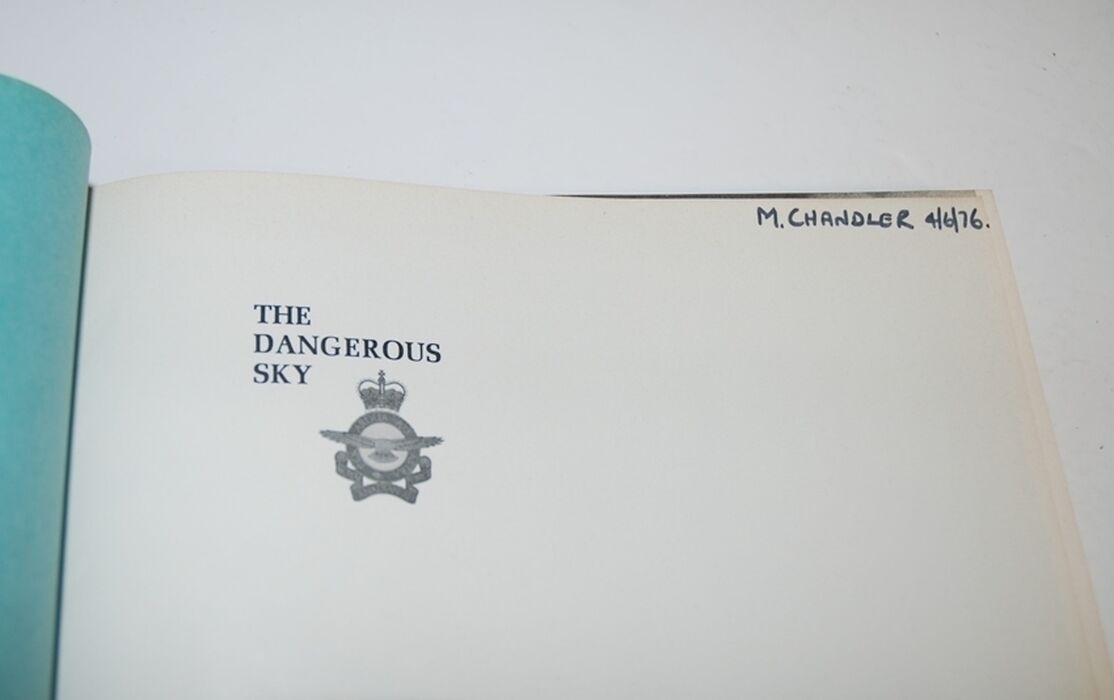 M. CHANDLER 4/6/76.
THE
DANGEROUS
SKY